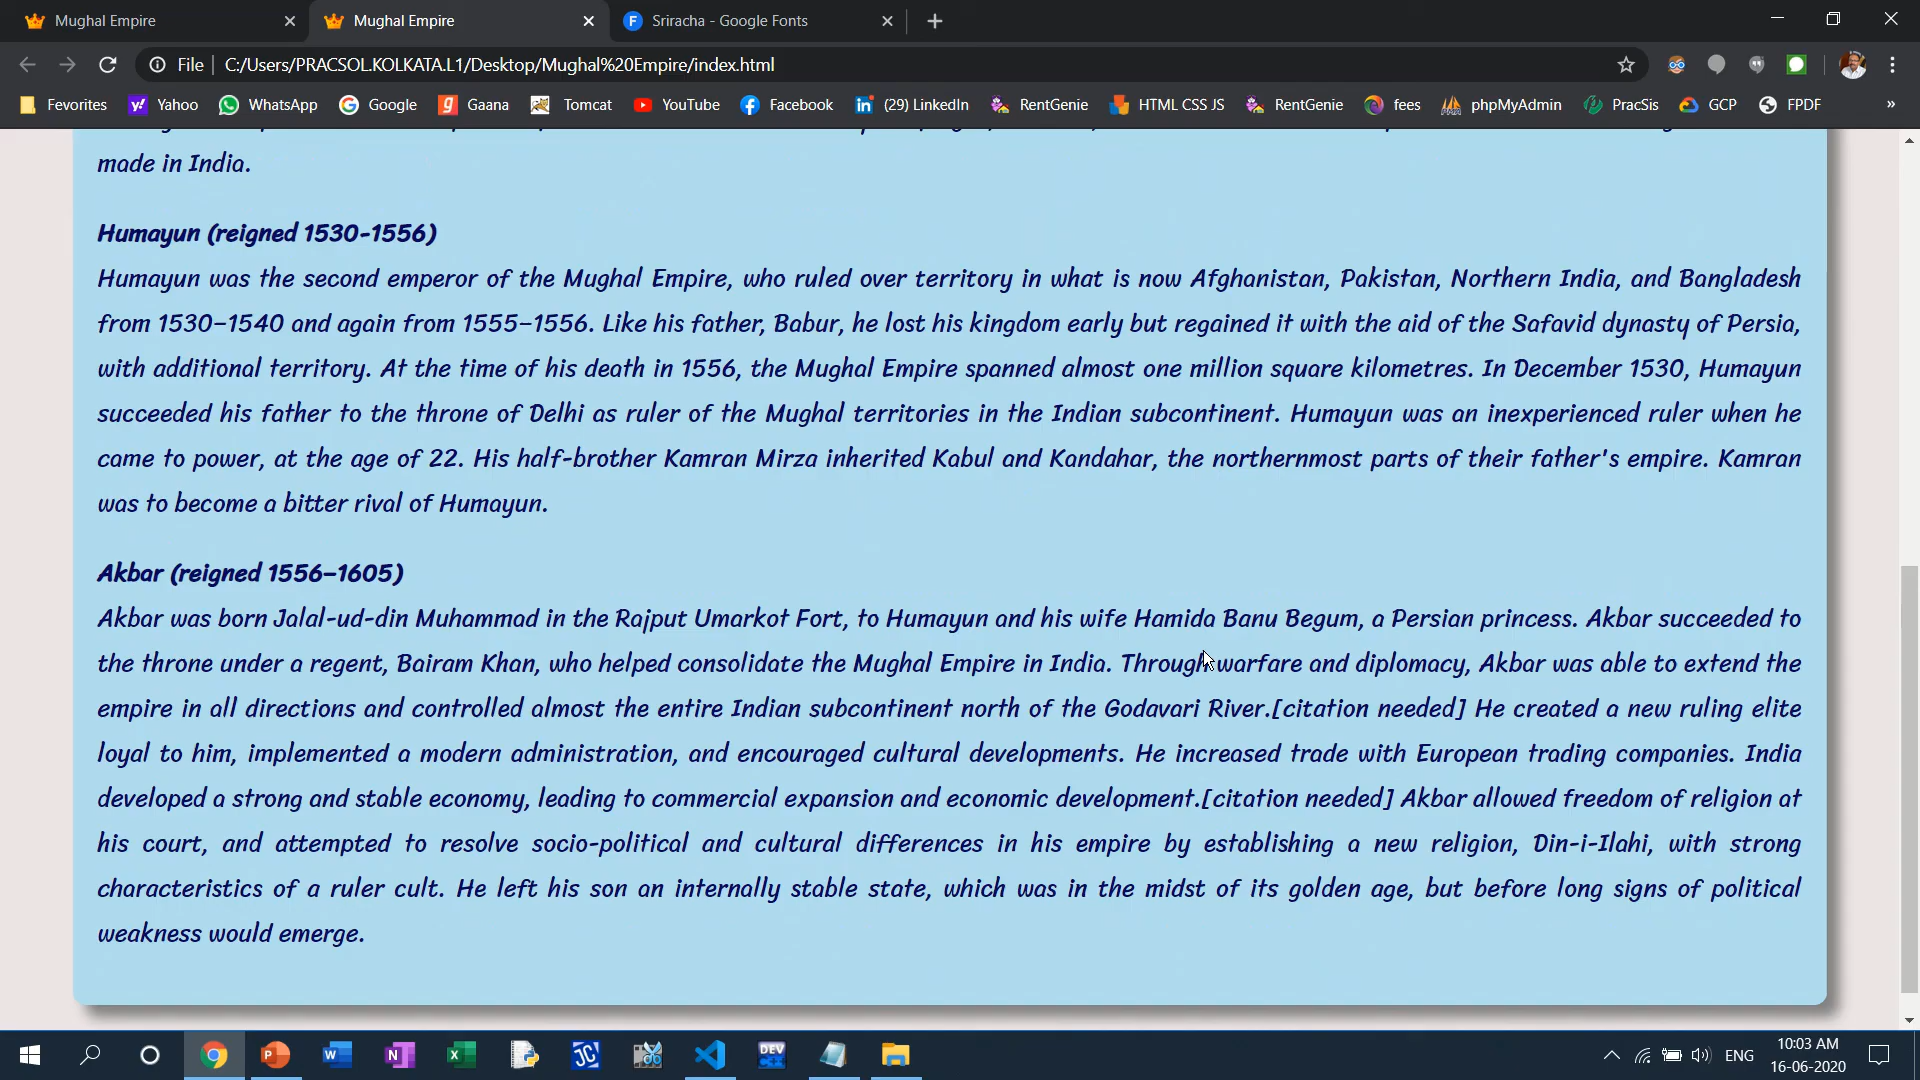 Mughal Empire
Mughal Empire
Sriracha - Google Fonts
File
C:/Users/PRACSOL.KOLKATA.L1/Desktop/Mughal%20Empire/index.html
Fevorites
Yahoo
WhatsApp
Google
Gaana
Tomcat
YouTube
Facebook
(29) LinkedIn
RentGenie
HTML CSS JS
RentGenie
fees
phpMyAdmin
PracSis
GCP
FPDF
made in India.
Humayun (reigned 1530-1556)
Humayun was the second emperor of the Mughal Empire, who ruled over territory in what is now Afghanistan, Pakistan, Northern India, and Bangladesh
from 1530–1540 and again from 1555–1556. Like his father, Babur, he lost his kingdom early but regained it with the aid of the Safavid dynasty of Persia,
with additional territory. At the time of his death in 1556, the Mughal Empire spanned almost one million square kilometres. In December 1530, Humayun
succeeded his father to the throne of Delhi as ruler of the Mughal territories in the Indian subcontinent. Humayun was an inexperienced ruler when he
came to power, at the age of 22. His half-brother Kamran Mirza inherited Kabul and Kandahar, the northernmost parts of their father's empire. Kamran
was to become a bitter rival of Humayun.
Akbar (reigned 1556–1605)
Akbar was born Jalal-ud-din Muhammad in the Rajput Umarkot Fort, to Humayun and his wife Hamida Banu Begum, a Persian princess. Akbar succeeded to
the throne under a regent, Bairam Khan, who helped consolidate the Mughal Empire in India. Through warfare and diplomacy, Akbar was able to extend the
empire in all directions and controlled almost the entire Indian subcontinent north of the Godavari River.[citation needed] He created a new ruling elite
loyal to him, implemented a modern administration, and encouraged cultural developments. He increased trade with European trading companies. India
developed a strong and stable economy, leading to commercial expansion and economic development.[citation needed] Akbar allowed freedom of religion at
his court, and attempted to resolve socio-political and cultural differences in his empire by establishing a new religion, Din-i-Ilahi, with strong
characteristics of a ruler cult. He left his son an internally stable state, which was in the midst of its golden age, but before long signs of political
weakness would emerge.
ENG
10:03 AM
16-06-2020